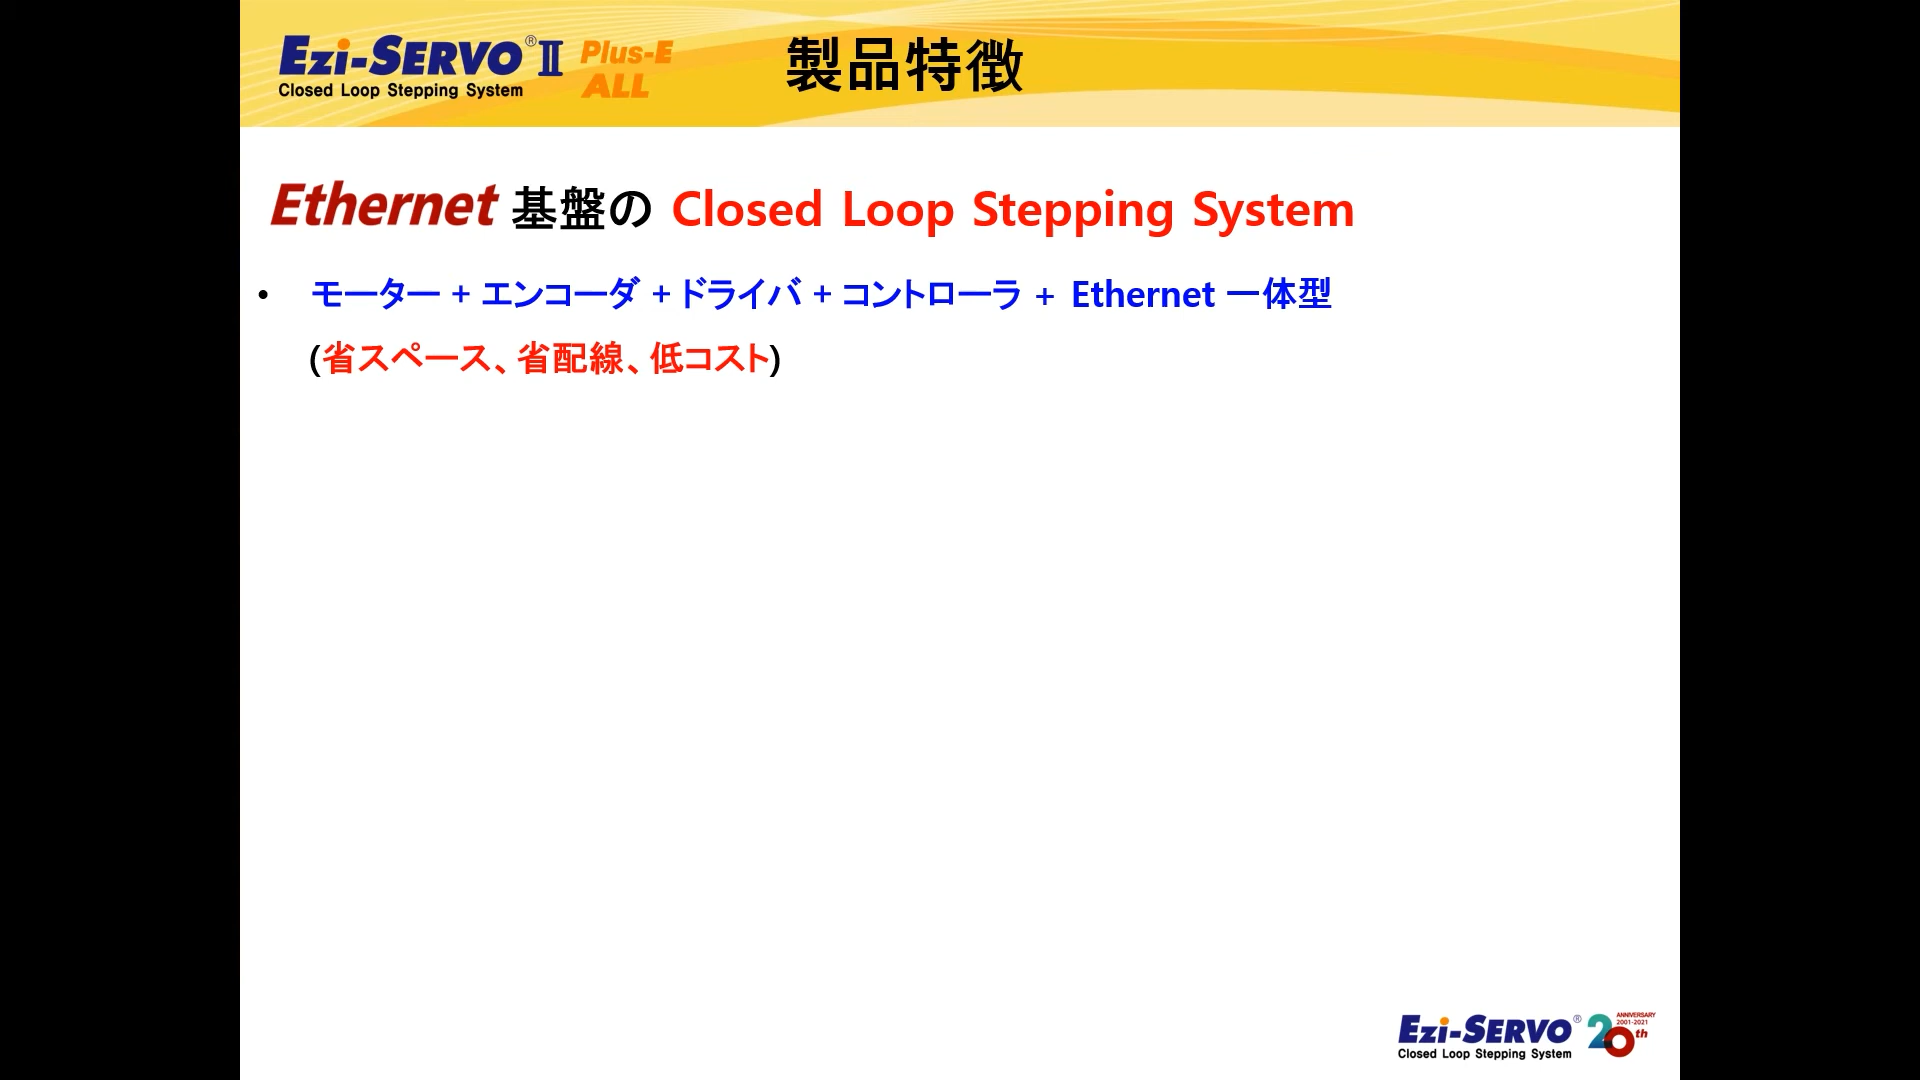 Ezi-SERVO® II Plus-E ALL
Closed Loop Stepping System
製品特徴
Ethernet 基盤の Closed Loop Stepping System
• モーター + エンコーダ + ドライバ + コントローラ + Ethernet 一体型
(省スペース、省配線、低コスト)
Ezi-SERVO®
Closed Loop Stepping System
20th ANNIVERSARY 2001-2021